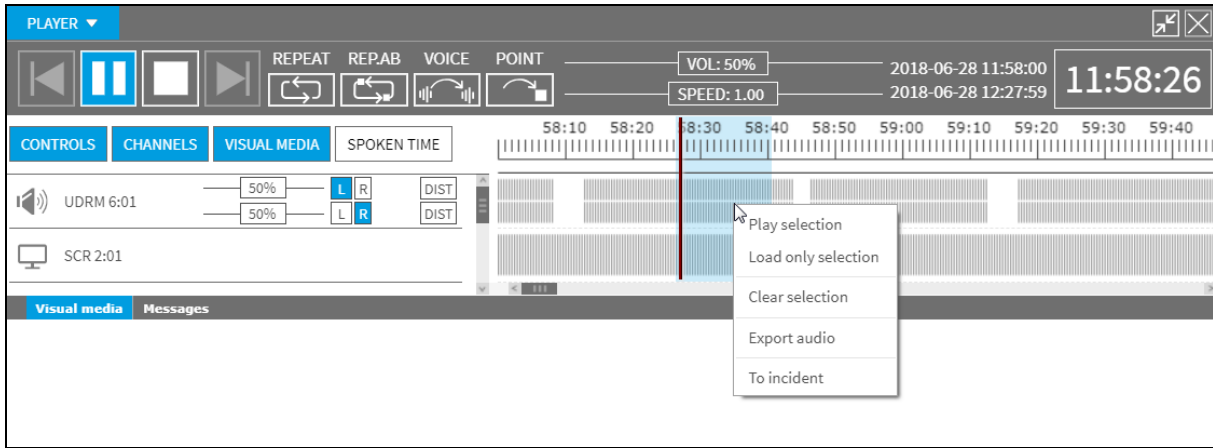 PLAYER
REPEAT REP.AB VOICE POINT
VOL: 50%
SPEED: 1.00
2018-06-28 11:58:00
2018-06-28 12:27:59
11:58:26
CONTROLS CHANNELS VISUAL MEDIA SPOKEN TIME
58:10 58:20 58:30 58:40 58:50 59:00 59:10 59:20 59:30 59:40
UDRM 6:01
50% L R DIST
50% L R DIST
SCR 2:01
Play selection
Load only selection
Clear selection
Export audio
To incident
Visual media Messages